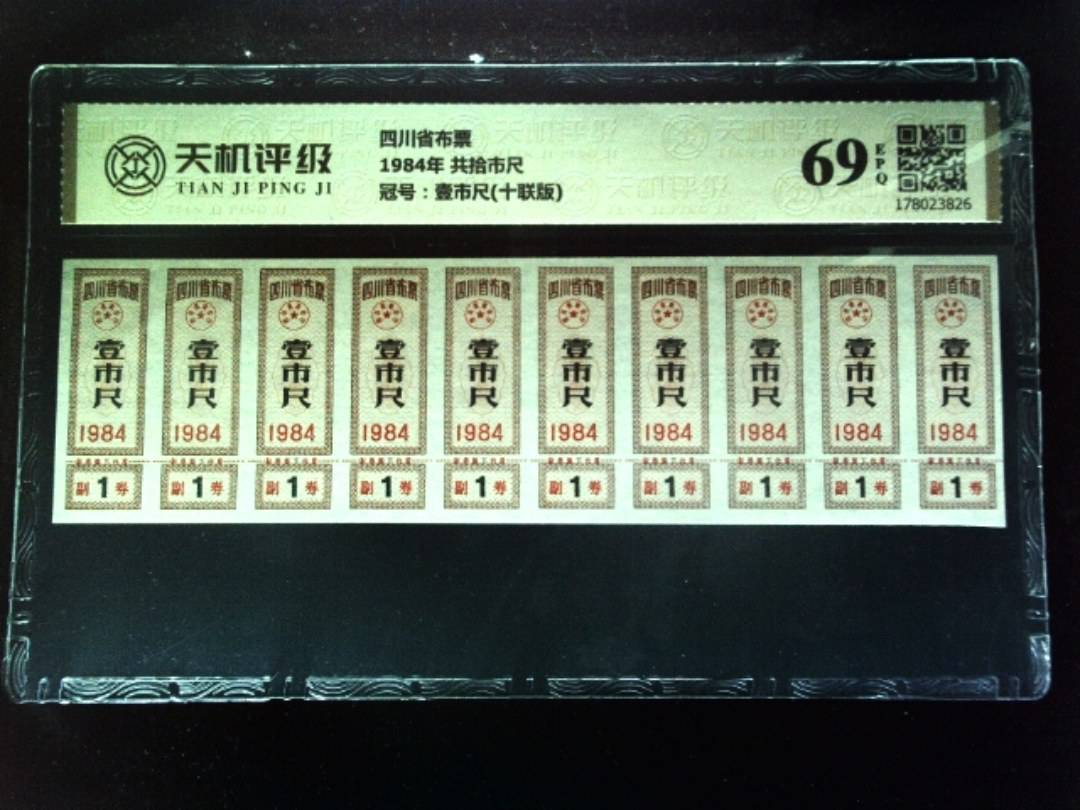 天机评级
TIAN JI PING JI
四川省布票
1984年 共拾市尺
冠号：壹市尺(十联版)
69
EPQ
178023826
四川省布票 四川省布票 四川省布票 四川省布票 四川省布票 四川省布票 四川省布票 四川省布票 四川省布票 四川省布票
壹市尺 壹市尺 壹市尺 壹市尺 壹市尺 壹市尺 壹市尺 壹市尺 壹市尺 壹市尺
1984 1984 1984 1984 1984 1984 1984 1984 1984 1984
副1券 副1券 副1券 副1券 副1券 副1券 副1券 副1券 副1券 副1券